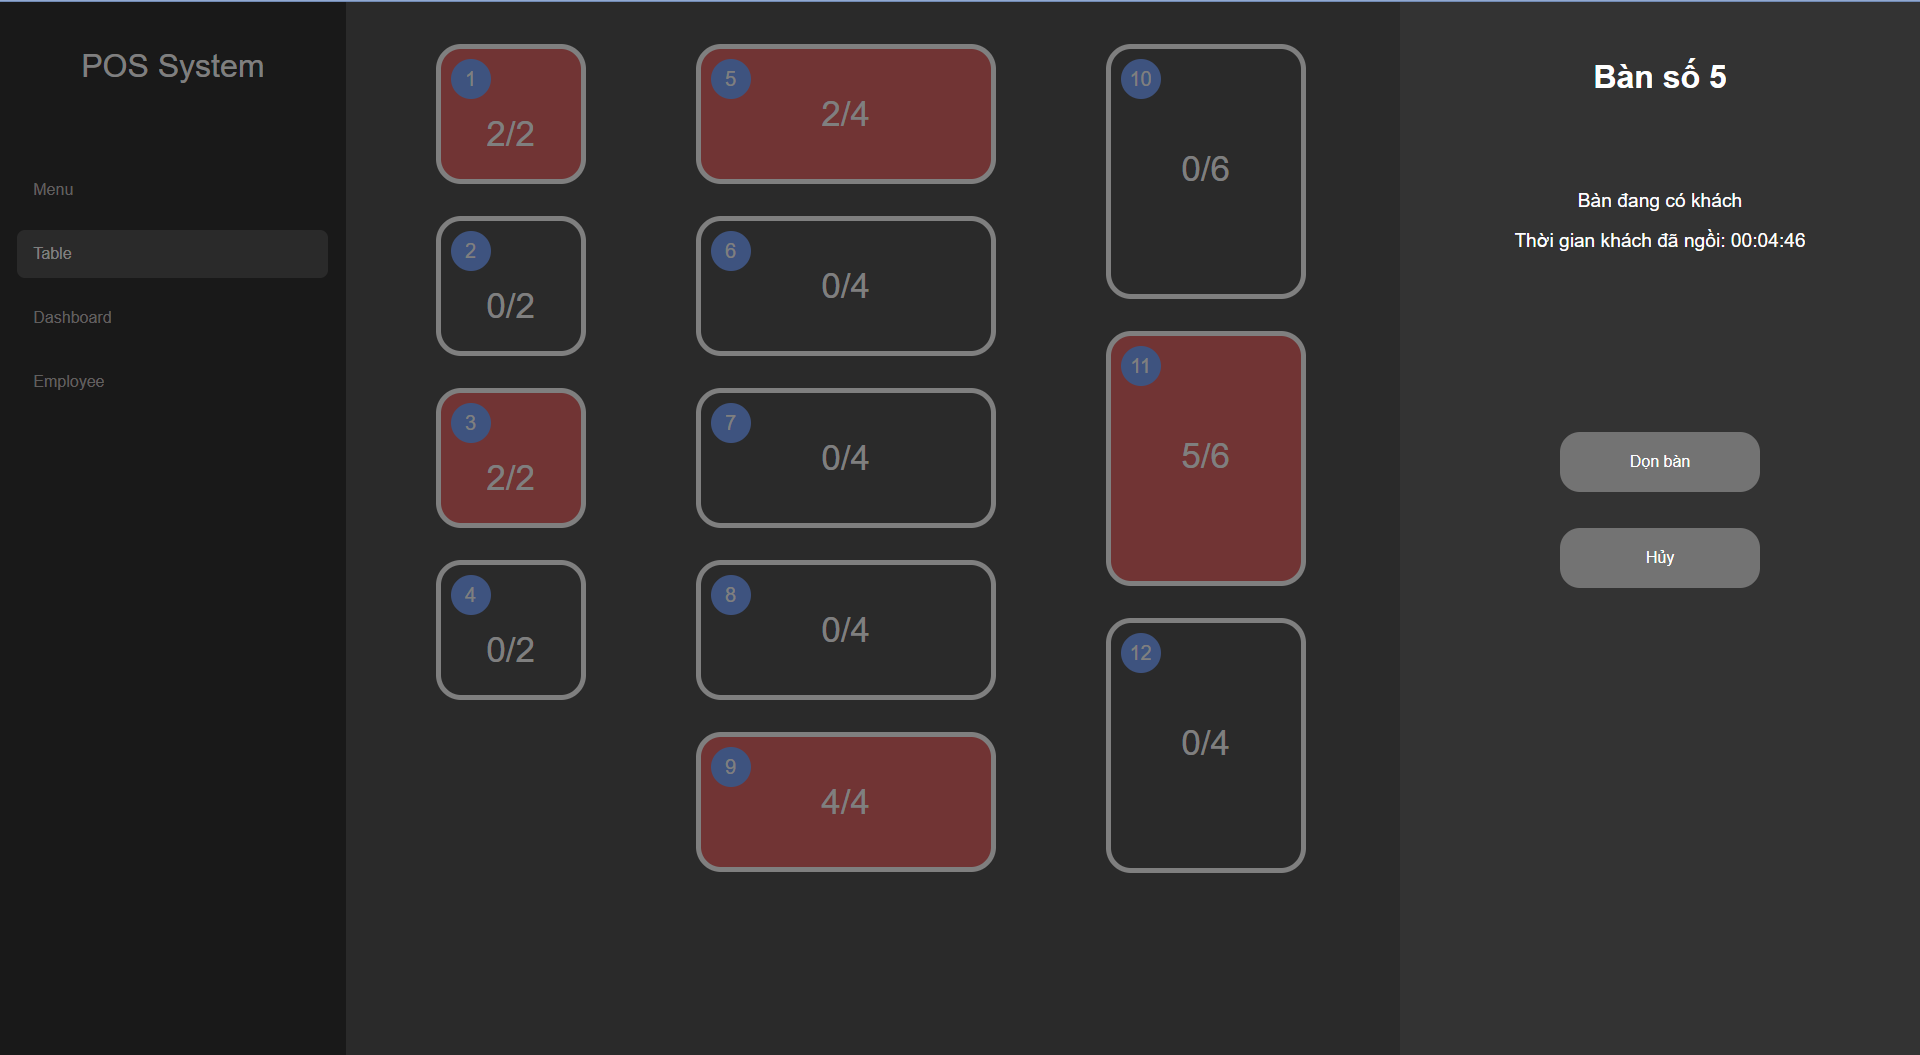 POS System
Menu
Table
Dashboard
Employee
1
2/2
2
0/2
3
2/2
4
0/2
5
2/4
6
0/4
7
0/4
8
0/4
9
4/4
10
0/6
11
5/6
12
0/4
Bàn số 5
Bàn đang có khách
Thời gian khách đã ngồi: 00:04:46
Dọn bàn
Hủy